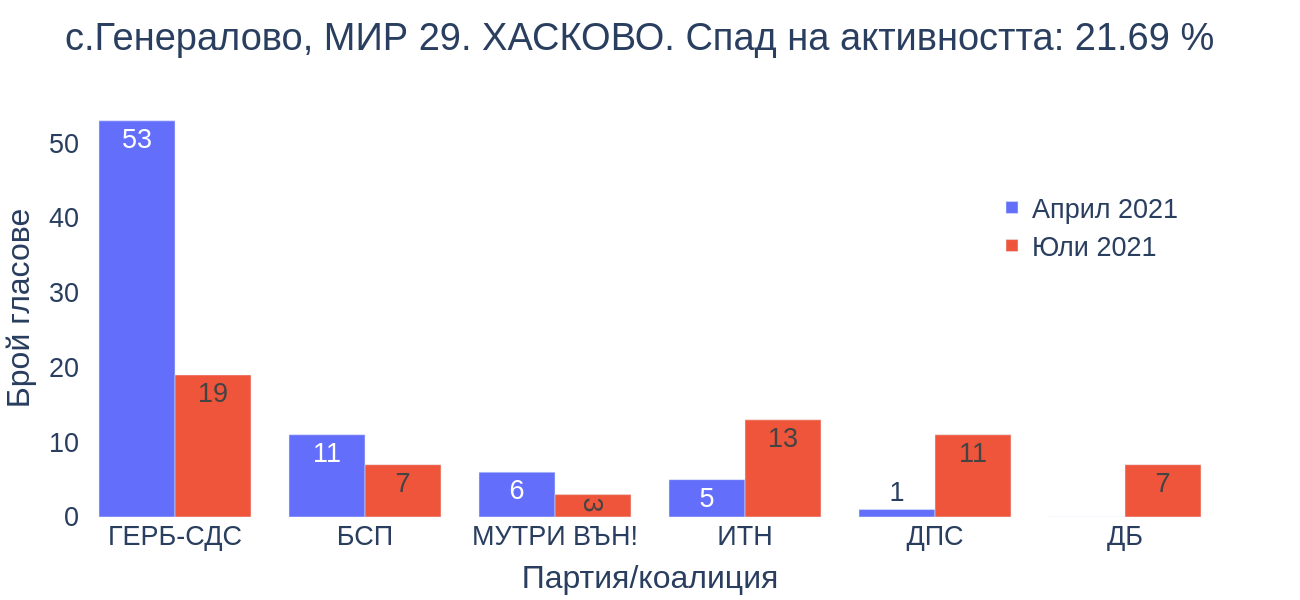 с.Генералово, МИР 29. ХАСКОВО. Спад на активността: 21.69 %
Брой гласове
50
40
30
20
10
0
53
19
11
7
6
3
5
13
1
11
7
Април 2021
Юли 2021
ГЕРБ-СДС
БСП
МУТРИ ВЪН!
ИТН
ДПС
ДБ
Партия/коалиция